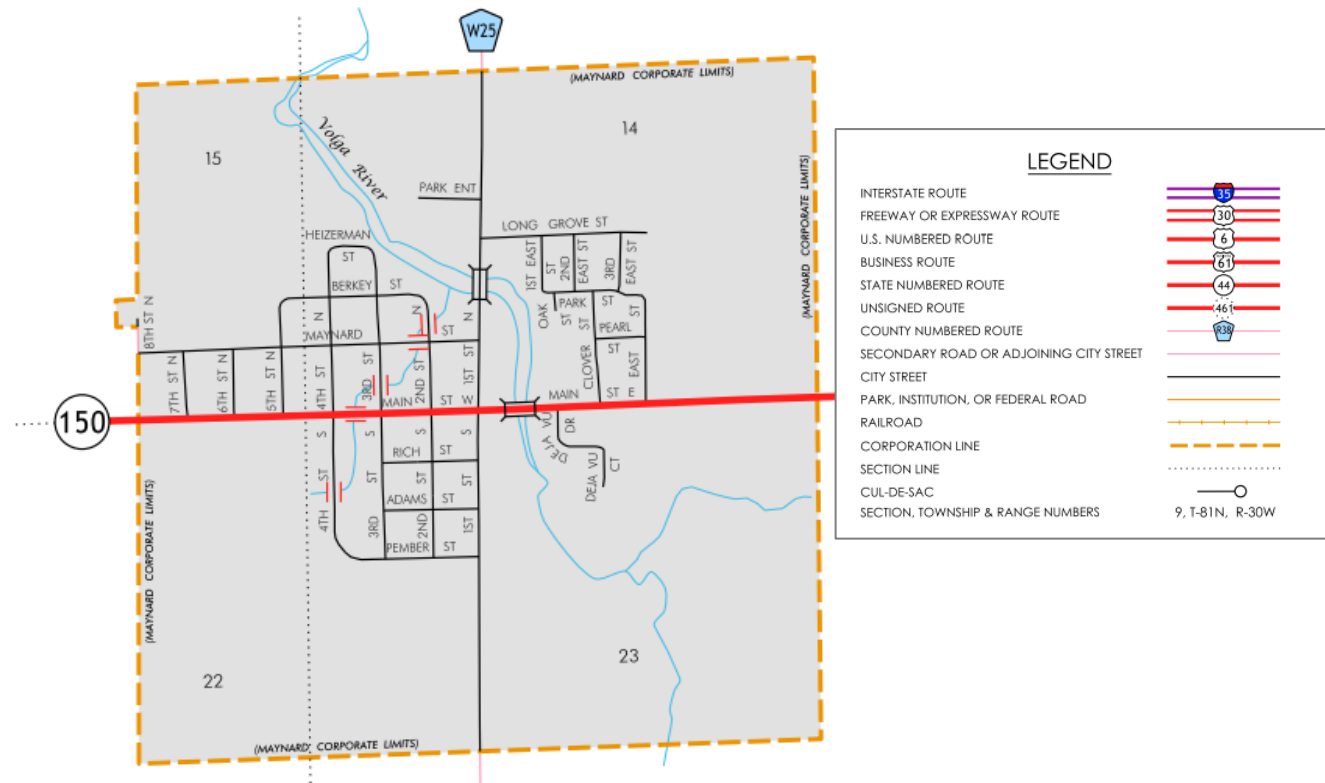 W25
(MAYNARD CORPORATE LIMITS)
15
14
Volga River
PARK ENT
LONG GROVE ST
HEIZERMAN ST
BERKEY ST
MAYNARD ST
1ST EAST ST
2ND EAST ST
3RD EAST ST
OAK ST
PARK ST
PEARL ST
CLOVER ST
EAST ST
8TH ST N
7TH ST N
6TH ST N
5TH ST N
4TH ST N
3RD ST N
2ND ST N
1ST ST N
150
MAIN ST W
MAIN ST E
DEJA VU DR
DEJA VU CT
RICH ST
ADAMS ST
PEMBER ST
4TH ST S
3RD ST S
2ND ST S
1ST ST S
(MAYNARD CORPORATE LIMITS)
(MAYNARD CORPORATE LIMITS)
22
23
(MAYNARD CORPORATE LIMITS)
LEGEND
INTERSTATE ROUTE 35
FREEWAY OR EXPRESSWAY ROUTE 30
U.S. NUMBERED ROUTE 6
BUSINESS ROUTE 61
STATE NUMBERED ROUTE 44
UNSIGNED ROUTE 461
COUNTY NUMBERED ROUTE R38
SECONDARY ROAD OR ADJOINING CITY STREET
CITY STREET
PARK, INSTITUTION, OR FEDERAL ROAD
RAILROAD
CORPORATION LINE
SECTION LINE
CUL-DE-SAC
SECTION, TOWNSHIP & RANGE NUMBERS 9, T-81N, R-30W